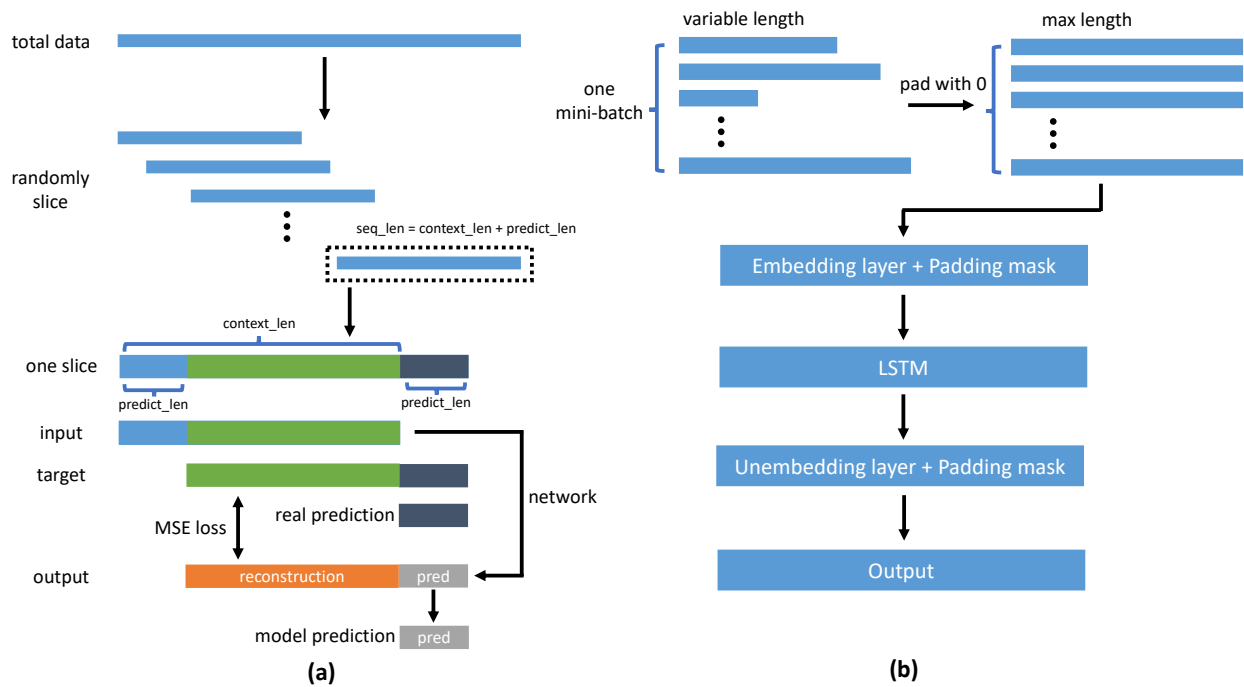 total data
randomly
slice
seq_len = context_len + predict_len
context_len
one slice
predict_len
predict_len
input
target
network
real prediction
MSE loss
output
reconstruction
pred
model prediction
pred
(a)
variable length
max length
one
mini-batch
pad with 0
Embedding layer + Padding mask
LSTM
Unembedding layer + Padding mask
Output
(b)